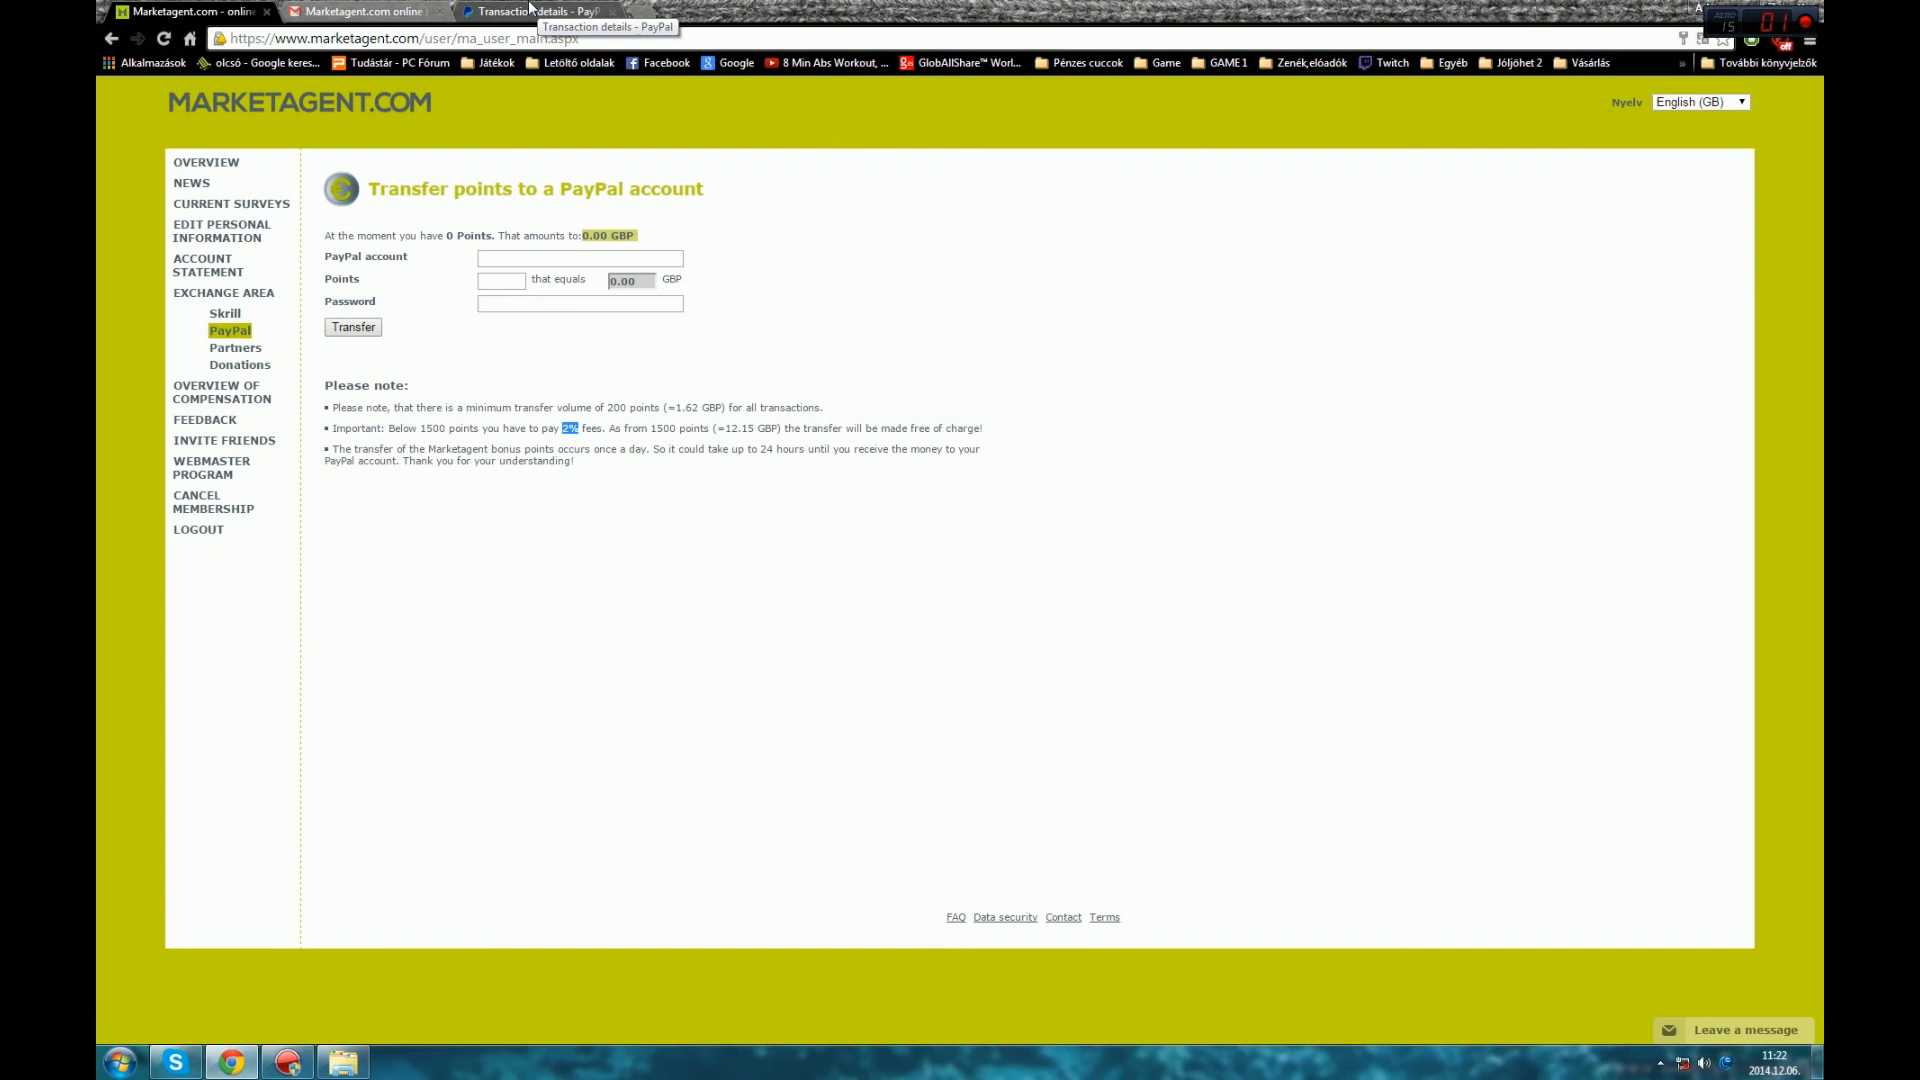 Marketagent.com - online
Marketagent.com online
Transaction details - PayP
Transaction details - PayPal
https://www.marketagent.com/user/ma_user_main.aspx
Alkalmazások
olcsó - Google keres...
Tudástár - PC Fórum
Játékok
Letöltő oldalak
Facebook
Google
8 Min Abs Workout, ...
GlobAllShare™ Worl...
Pénzes cuccok
Game
GAME1
Zenék,előadók
Twitch
Egyéb
Jöljöhet 2
Vásárlás
»
További könyvjelzők
15
01
off
MARKETAGENT.COM
Nyelv
English (GB)
OVERVIEW
NEWS
CURRENT SURVEYS
EDIT PERSONAL
INFORMATION
ACCOUNT
STATEMENT
EXCHANGE AREA
Skrill
PayPal
Partners
Donations
OVERVIEW OF
COMPENSATION
FEEDBACK
INVITE FRIENDS
WEBMASTER
PROGRAM
CANCEL
MEMBERSHIP
LOGOUT
Transfer points to a PayPal account
At the moment you have 0 Points. That amounts to:0.00 GBP
PayPal account
Points that equals 0.00 GBP
Password
Transfer
Please note:
▪ Please note, that there is a minimum transfer volume of 200 points (=1.62 GBP) for all transactions.
▪ Important: Below 1500 points you have to pay 2% fees. As from 1500 points (=12.15 GBP) the transfer will be made free of charge!
▪ The transfer of the Marketagent bonus points occurs once a day. So it could take up to 24 hours until you receive the money to your
PayPal account. Thank you for your understanding!
FAQ Data security Contact Terms
Leave a message
11:22
2014.12.06.